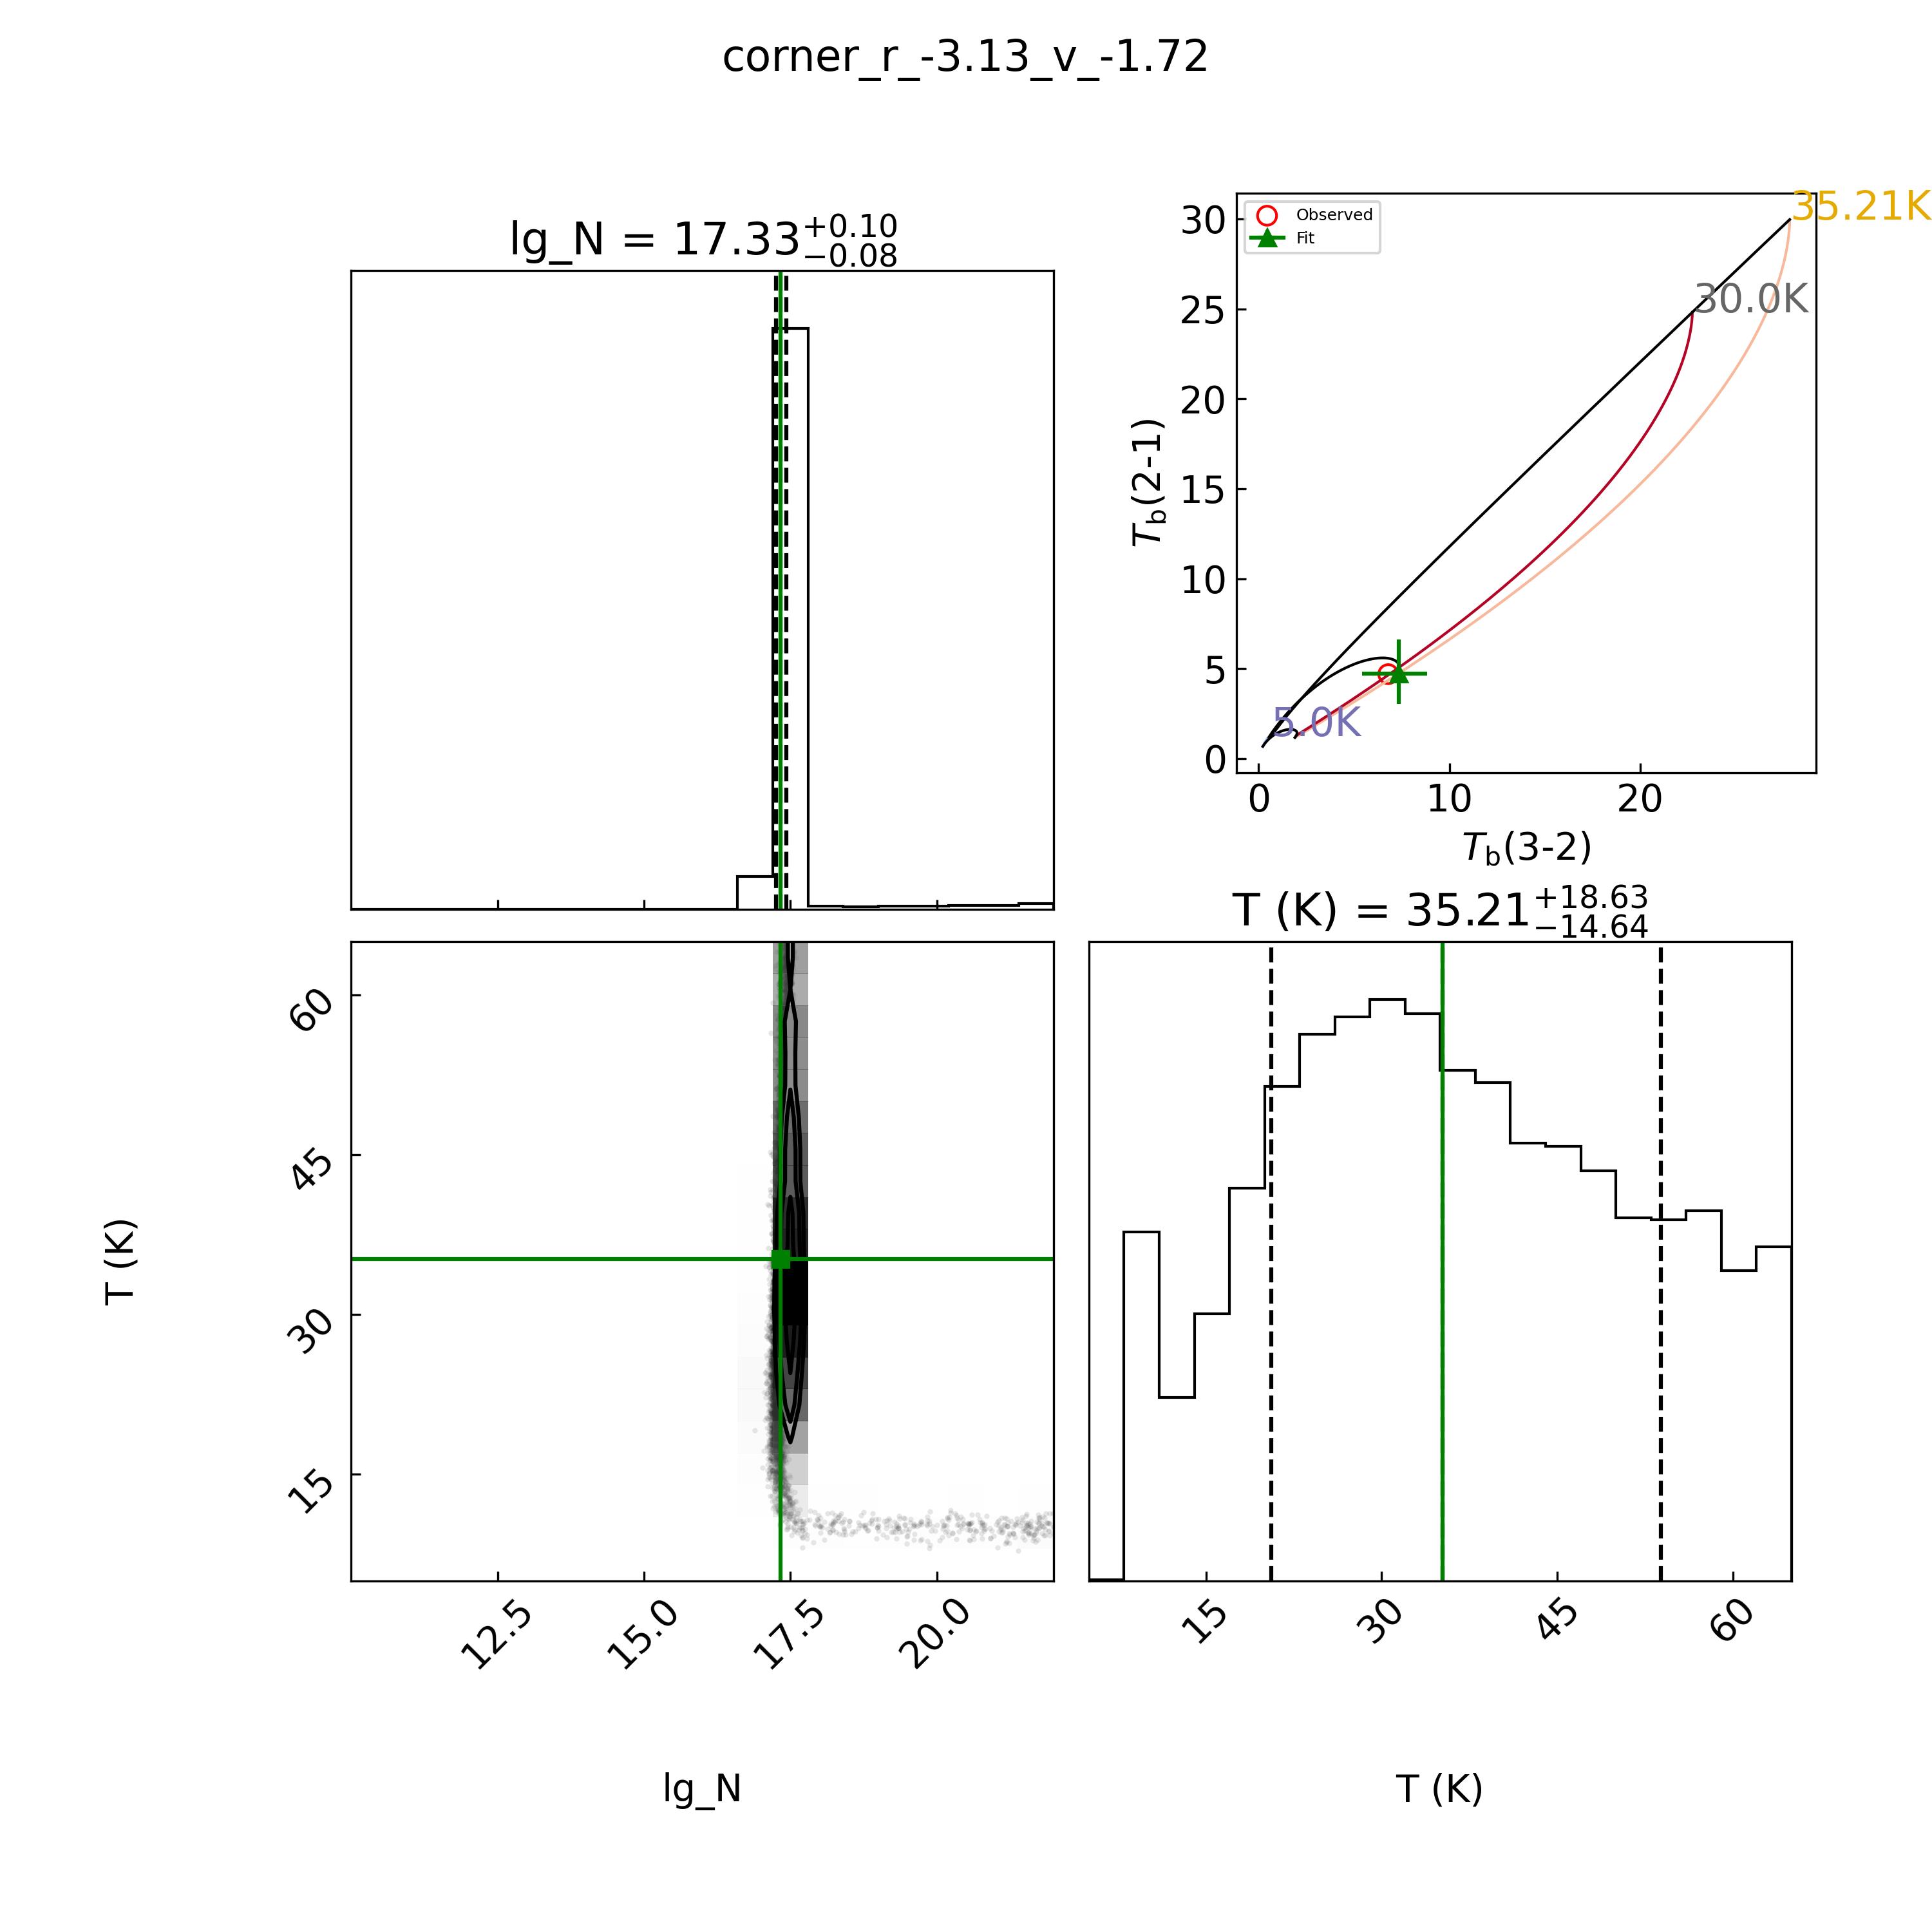 corner_r_-3.13_v_-1.72
lg_N = 17.33 +0.10 −0.08
Observed
Fit
35.21K
30.0K
5.0K
30
25
20
15
10
5
0
T_b(2-1)
0 10 20
T_b(3-2)
T (K) = 35.21 +18.63 −14.64
60
45
30
15
T (K)
12.5 15.0 17.5 20.0
lg_N
15 30 45 60
T (K)